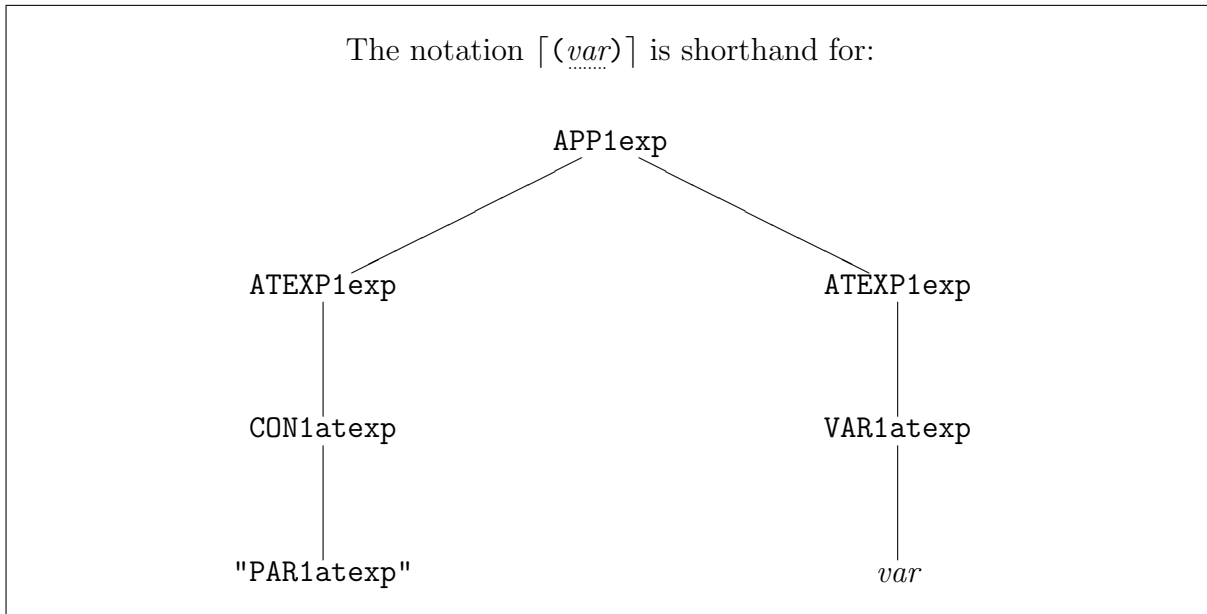 The notation ⌈(var)⌉ is shorthand for:
APP1exp
ATEXP1exp ATEXP1exp
CON1atexp VAR1atexp
"PAR1atexp" var